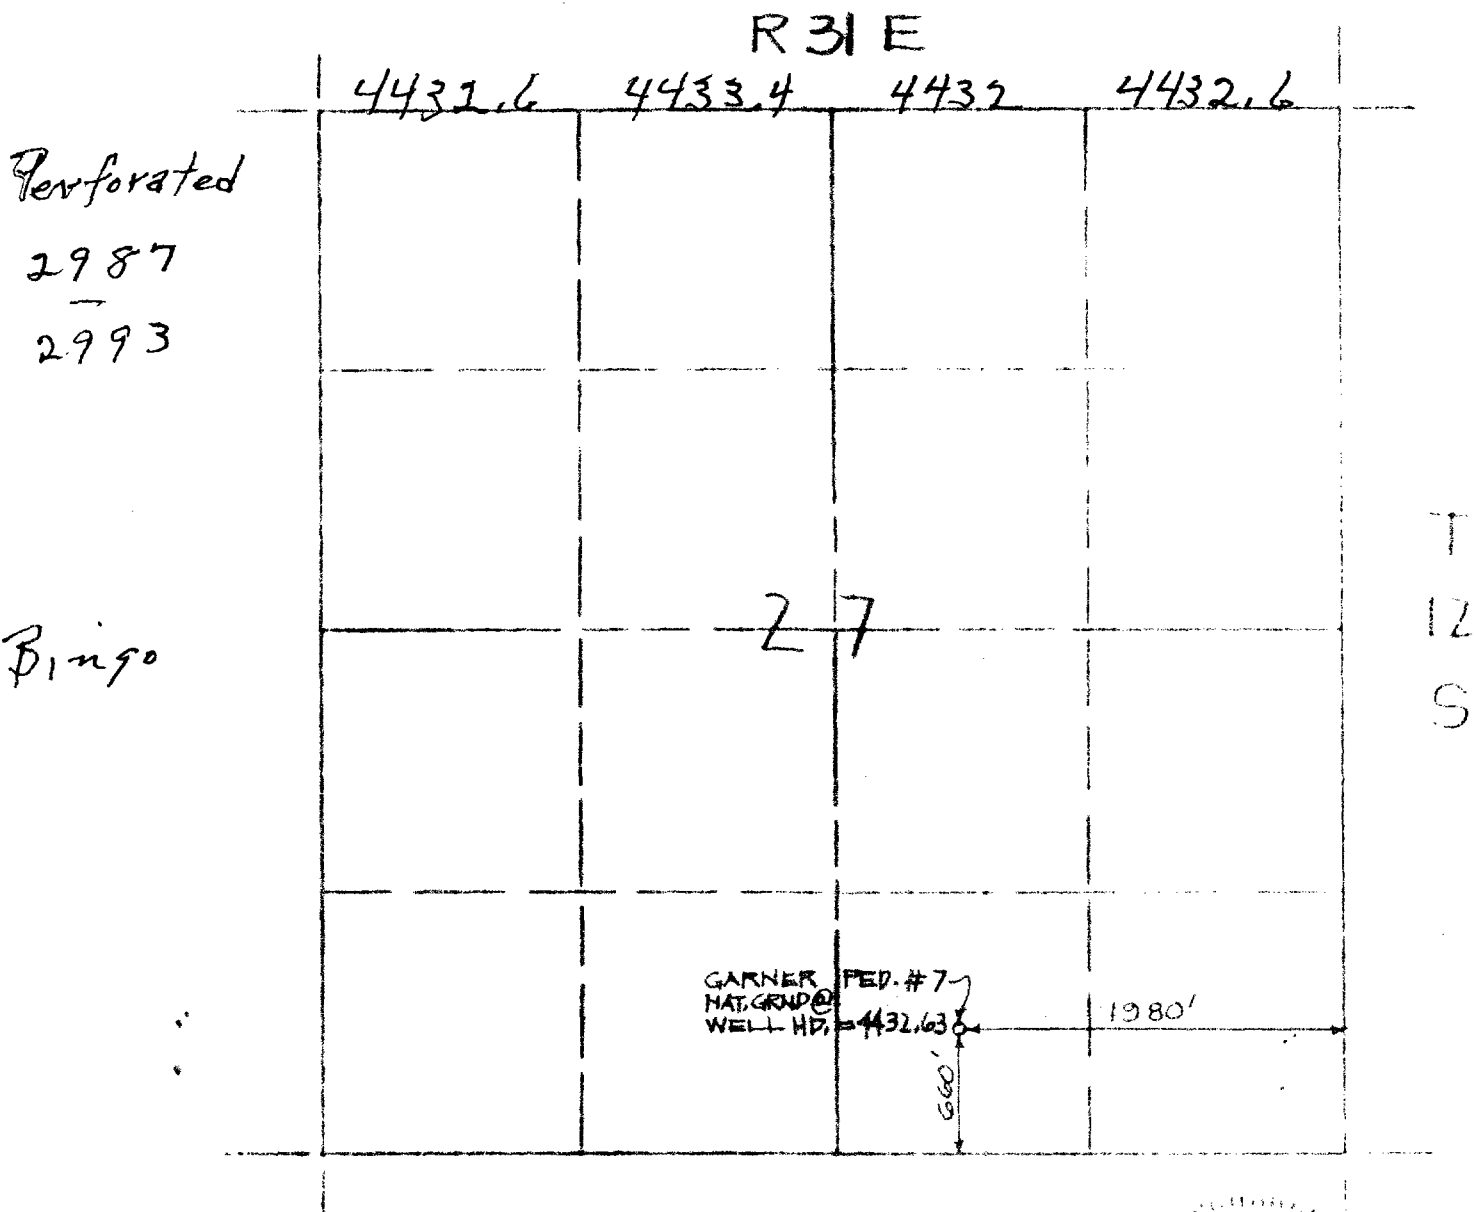 R 31 E
4432.6 4433.4 4432 4432.6
Perforated
2987
—
2993
T
12
S
27
Bingo
GARNER FED. # 7
NAT. GRND @
WELL HD. = 4432.63
1980'
660'